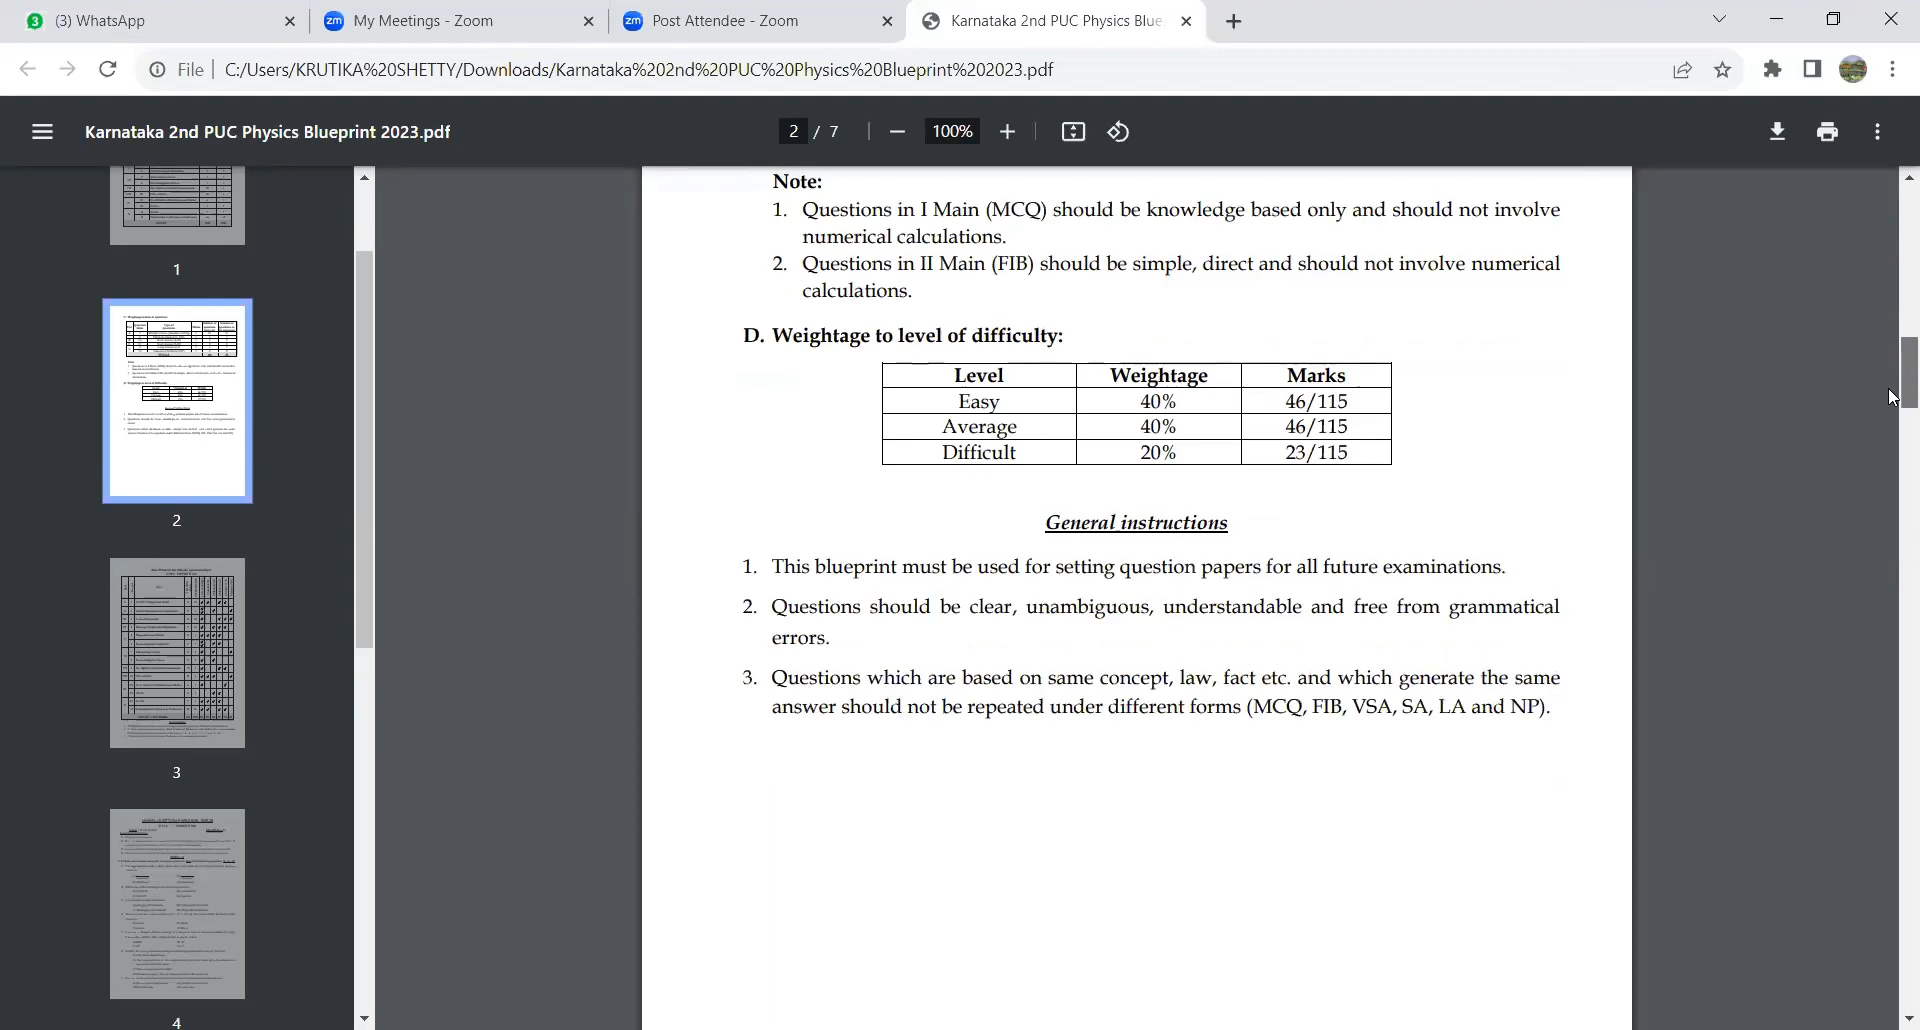 3 (3) WhatsApp
zm My Meetings - Zoom
zm Post Attendee - Zoom
Karnataka 2nd PUC Physics Blue
File | C:/Users/KRUTIKA%20SHETTY/Downloads/Karnataka%202nd%20PUC%20Physics%20Blueprint%202023.pdf
Karnataka 2nd PUC Physics Blueprint 2023.pdf
2 / 7
100%
1
2
3
4
Note:
1. Questions in I Main (MCQ) should be knowledge based only and should not involve
numerical calculations.
2. Questions in II Main (FIB) should be simple, direct and should not involve numerical
calculations.
D. Weightage to level of difficulty:
Level Weightage Marks
Easy 40% 46/115
Average 40% 46/115
Difficult 20% 23/115
General instructions
1. This blueprint must be used for setting question papers for all future examinations.
2. Questions should be clear, unambiguous, understandable and free from grammatical
errors.
3. Questions which are based on same concept, law, fact etc. and which generate the same
answer should not be repeated under different forms (MCQ, FIB, VSA, SA, LA and NP).